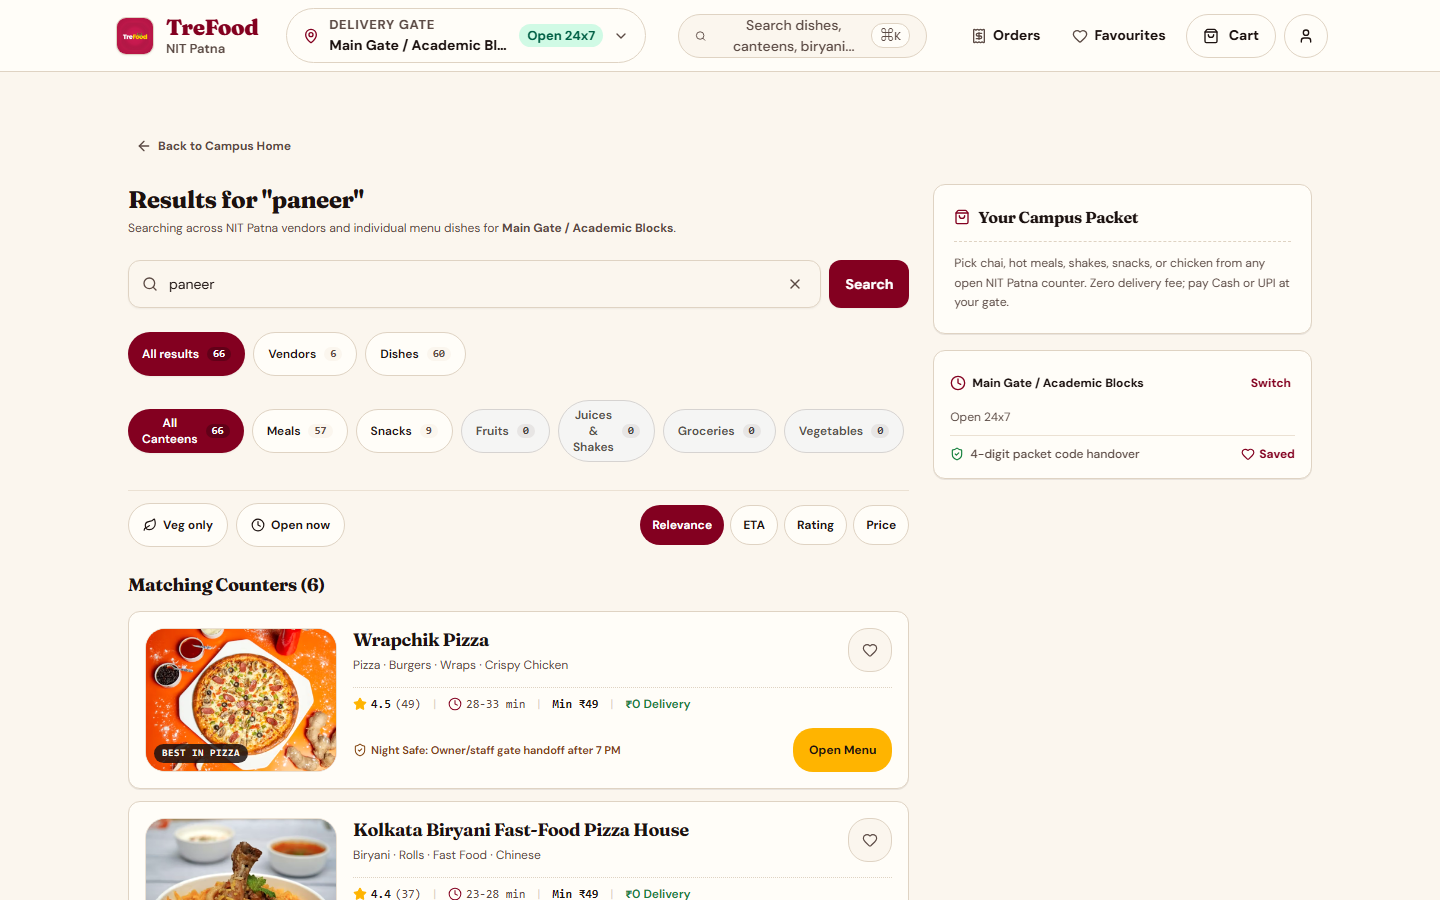 TreFood
TreFood
NIT Patna
DELIVERY GATE
Main Gate / Academic Bl...
Open 24x7
Search dishes,
canteens, biryani...
⌘K
Orders
Favourites
Cart
Back to Campus Home
Results for "paneer"
Searching across NIT Patna vendors and individual menu dishes for Main Gate / Academic Blocks.
paneer
Search
All results 66
Vendors 6
Dishes 60
All
Canteens 66
Meals 57
Snacks 9
Fruits 0
Juices
&
Shakes 0
Groceries 0
Vegetables 0
Veg only
Open now
Relevance
ETA
Rating
Price
Matching Counters (6)
BEST IN PIZZA
Wrapchik Pizza
Pizza · Burgers · Wraps · Crispy Chicken
4.5 (49) | 28-33 min | Min ₹49 | ₹0 Delivery
Night Safe: Owner/staff gate handoff after 7 PM
Open Menu
Kolkata Biryani Fast-Food Pizza House
Biryani · Rolls · Fast Food · Chinese
4.4 (37) | 23-28 min | Min ₹49 | ₹0 Delivery
Your Campus Packet
Pick chai, hot meals, shakes, snacks, or chicken from any
open NIT Patna counter. Zero delivery fee; pay Cash or UPI at
your gate.
Main Gate / Academic Blocks
Switch
Open 24x7
4-digit packet code handover
Saved